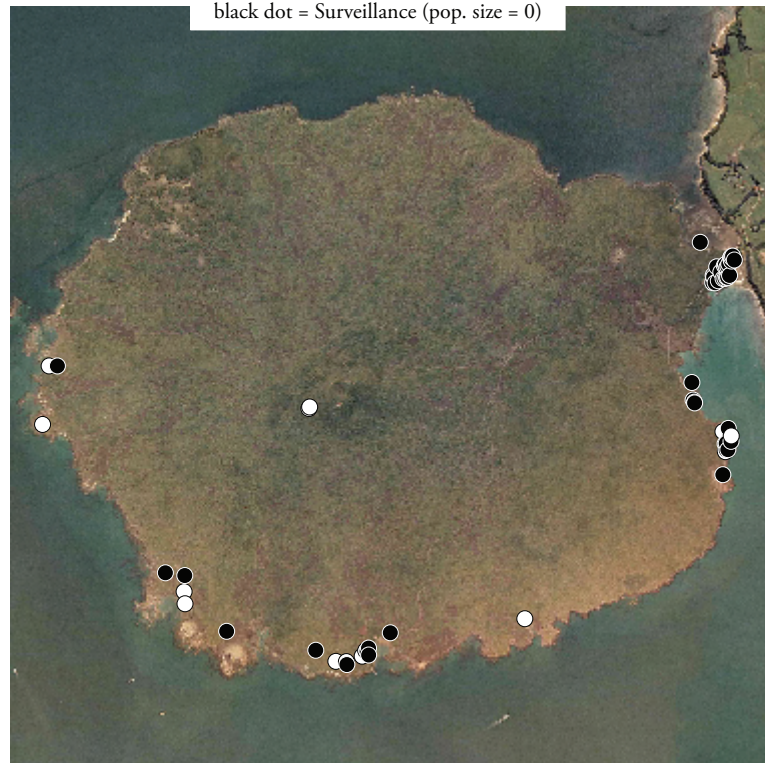 black dot = Surveillance (pop. size = 0)